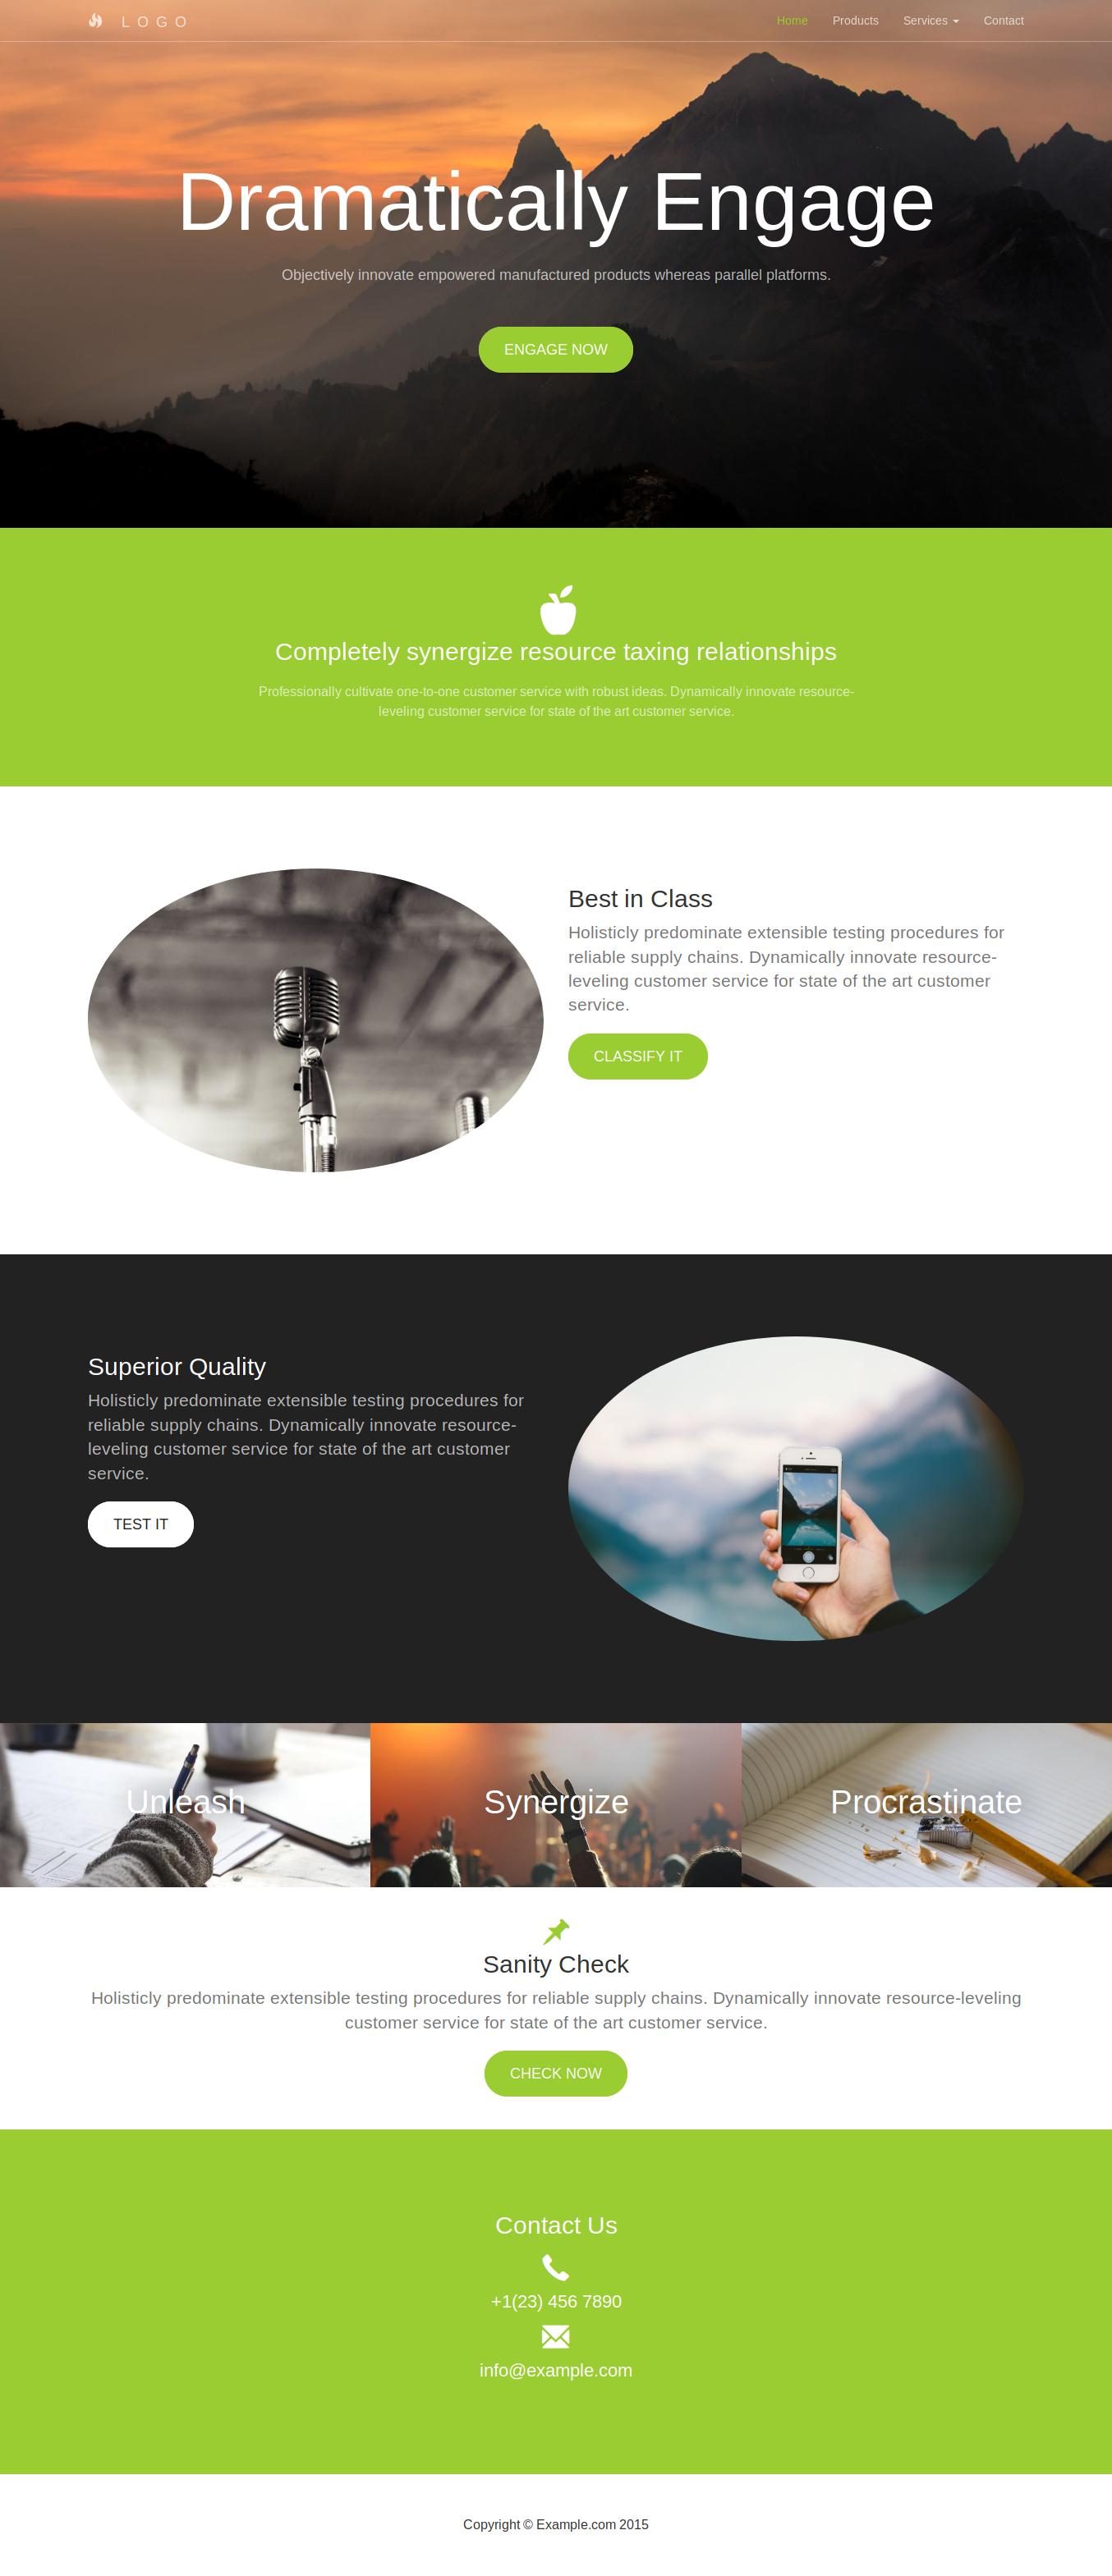 LOGO
Home Products Services Contact
Dramatically Engage
Objectively innovate empowered manufactured products whereas parallel platforms.
ENGAGE NOW
Completely synergize resource taxing relationships
Professionally cultivate one-to-one customer service with robust ideas. Dynamically innovate resource-
leveling customer service for state of the art customer service.
Best in Class
Holisticly predominate extensible testing procedures for
reliable supply chains. Dynamically innovate resource-
leveling customer service for state of the art customer
service.
CLASSIFY IT
Superior Quality
Holisticly predominate extensible testing procedures for
reliable supply chains. Dynamically innovate resource-
leveling customer service for state of the art customer
service.
TEST IT
Unleash
Synergize
Procrastinate
Sanity Check
Holisticly predominate extensible testing procedures for reliable supply chains. Dynamically innovate resource-leveling
customer service for state of the art customer service.
CHECK NOW
Contact Us
+1(23) 456 7890
info@example.com
Copyright © Example.com 2015